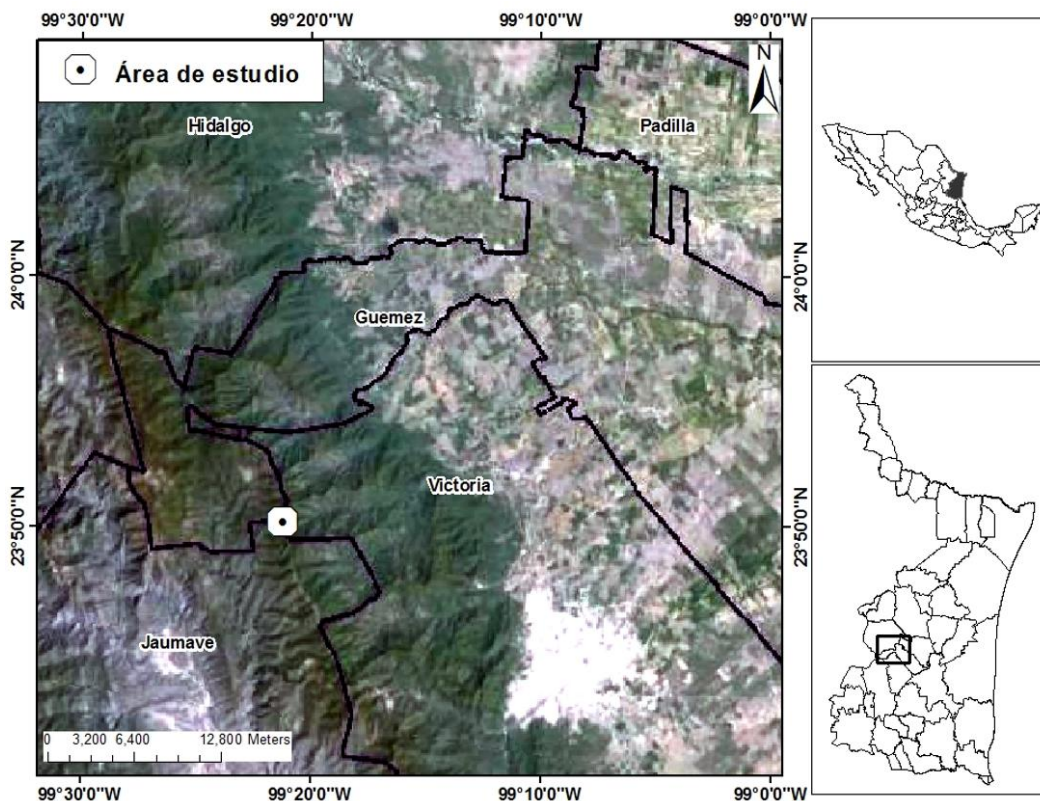 99°30'0"W 99°20'0"W 99°10'0"W 99°0'0"W
Área de estudio
N
Hidalgo
Padilla
24°0'0"N
24°0'0"N
Guemez
Victoria
23°50'0"N
23°50'0"N
Jaumave
0 3,200 6,400 12,800 Meters
99°30'0"W 99°20'0"W 99°10'0"W 99°0'0"W